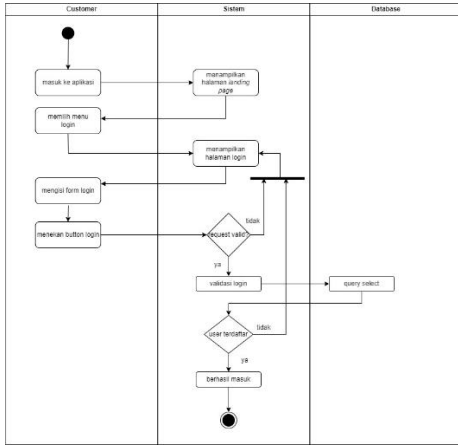 Customer
Sistem
Database
masuk ke aplikasi
menampilkan
halaman landing
page
memilih menu
login
menampilkan
halaman login
mengisi form login
menekan button login
request valid?
tidak
ya
validasi login
query select
user terdaftar
tidak
ya
berhasil masuk